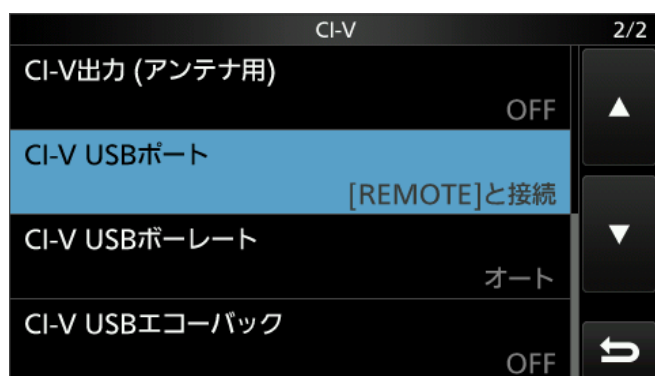 CI-V 2/2
CI-V出力 (アンテナ用)
OFF
CI-V USBポート
[REMOTE]と接続
CI-V USBボーレート
オート
CI-V USBエコーバック
OFF